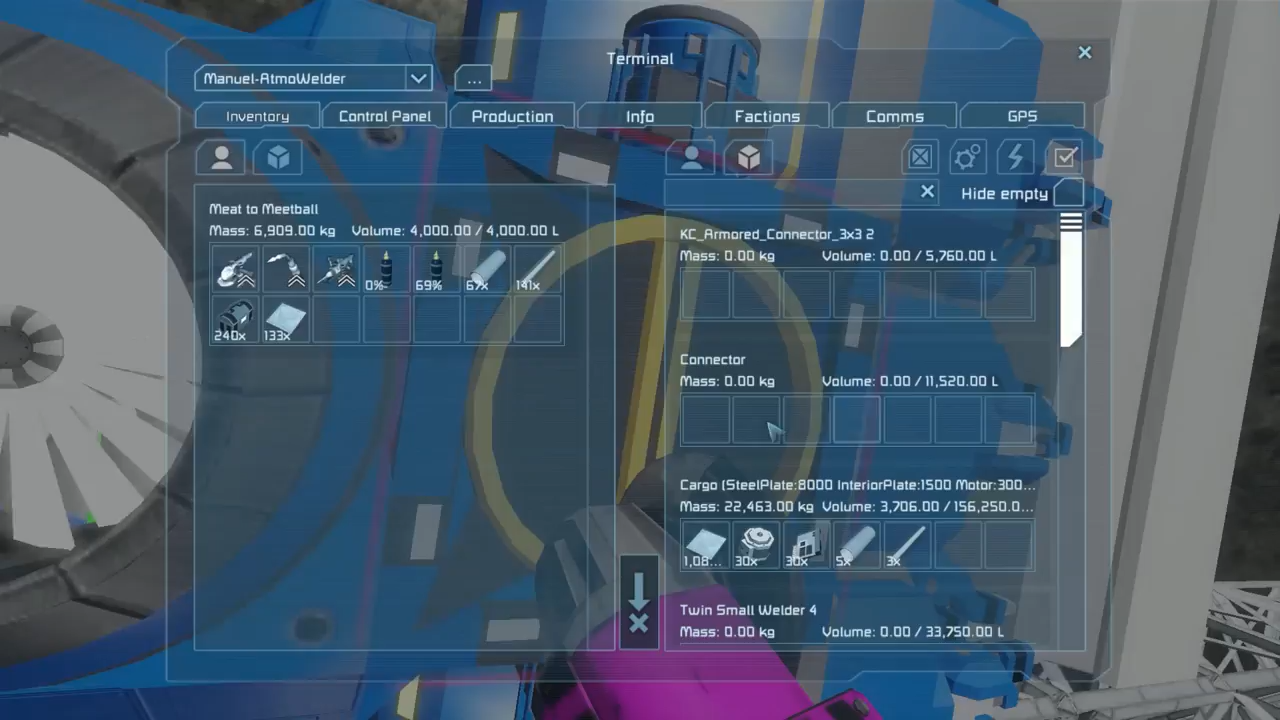 Terminal
Manuel-AtmoWelder
...
Inventory
Control Panel
Production
Info
Factions
Comms
GPS
Hide empty
Meat to Meetball
Mass: 6,909.00 kg Volume: 4,000.00 / 4,000.00 L
0% 69% 67x 141x
240x 133x
KC_Armored_Connector_3x3 2
Mass: 0.00 kg Volume: 0.00 / 5,760.00 L
Connector
Mass: 0.00 kg Volume: 0.00 / 11,520.00 L
Cargo (SteelPlate:8000 InteriorPlate:1500 Motor:300...
Mass: 22,463.00 kg Volume: 3,706.00 / 156,250.0...
1,08... 30x 30x 5x 3x
Twin Small Welder 4
Mass: 0.00 kg Volume: 0.00 / 33,750.00 L